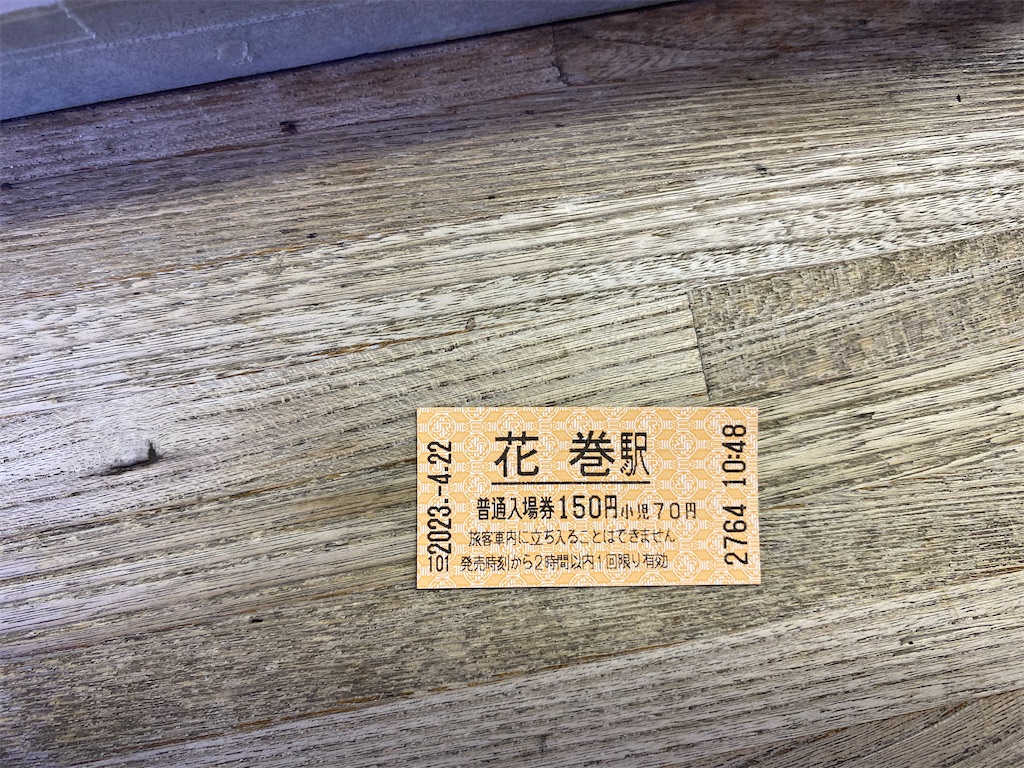 花巻駅
普通入場券150円小児70円
旅客車内に立ち入ることはできません
発売時刻から2時間以内1回限り有効
101 2023.-4.22
2764 10:48